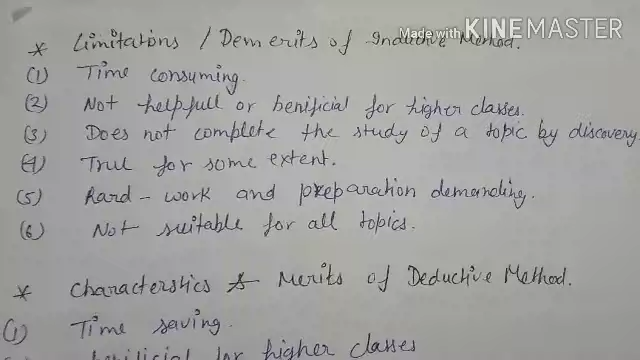 Made with KINEMASTER
* Limitations / Demerits of Inductive Method.
(1) Time consuming.
(2) Not helpfull or benificial for higher classes.
(3) Does not complete the study of a topic by discovery.
(4) True for some extent.
(5) Hard - work and preparation demanding.
(6) Not suitable for all topics.
* Characterstics & Merits of Deductive Method.
(1) Time saving.
benificial for higher classes